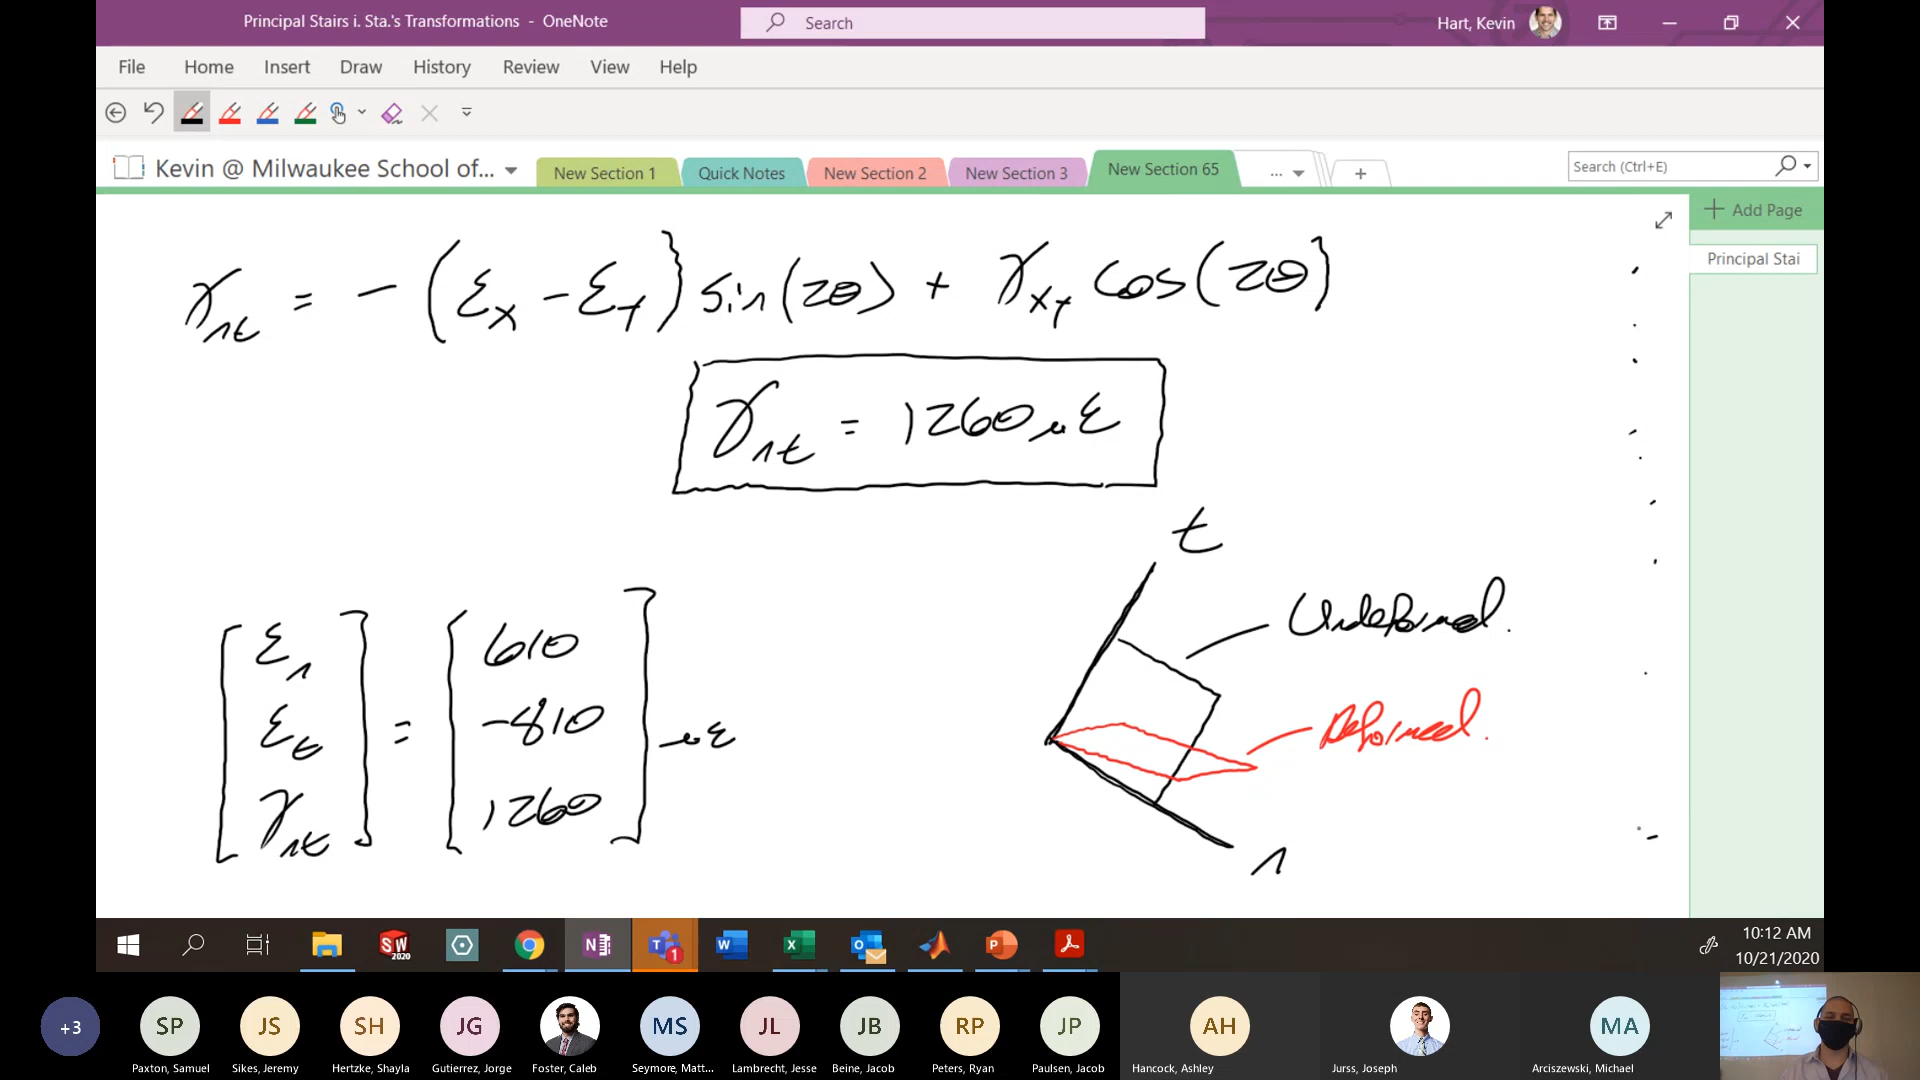 Principal Stairs i. Sta.'s Transformations - OneNote
Search
Hart, Kevin
File Home Insert Draw History Review View Help
Kevin @ Milwaukee School of...
New Section 1
Quick Notes
New Section 2
New Section 3
New Section 65
...
Search (Ctrl+E)
Add Page
Principal Stai
γnt = - (εx - εy) sin(2θ) + γxy cos(2θ)
γnt = 1260 με
t
Undeformed.
Deformed.
n
[εn εt γnt] = [610 -810 1260] με
SW 2020
N
T 1
W
X
O
P
10:12 AM
10/21/2020
+3
SP
JS
SH
JG
MS
JL
JB
RP
JP
AH
MA
Paxton, Samuel
Sikes, Jeremy
Hertzke, Shayla
Gutierrez, Jorge
Foster, Caleb
Seymore, Matt...
Lambrecht, Jesse
Beine, Jacob
Peters, Ryan
Paulsen, Jacob
Hancock, Ashley
Jurss, Joseph
Arciszewski, Michael